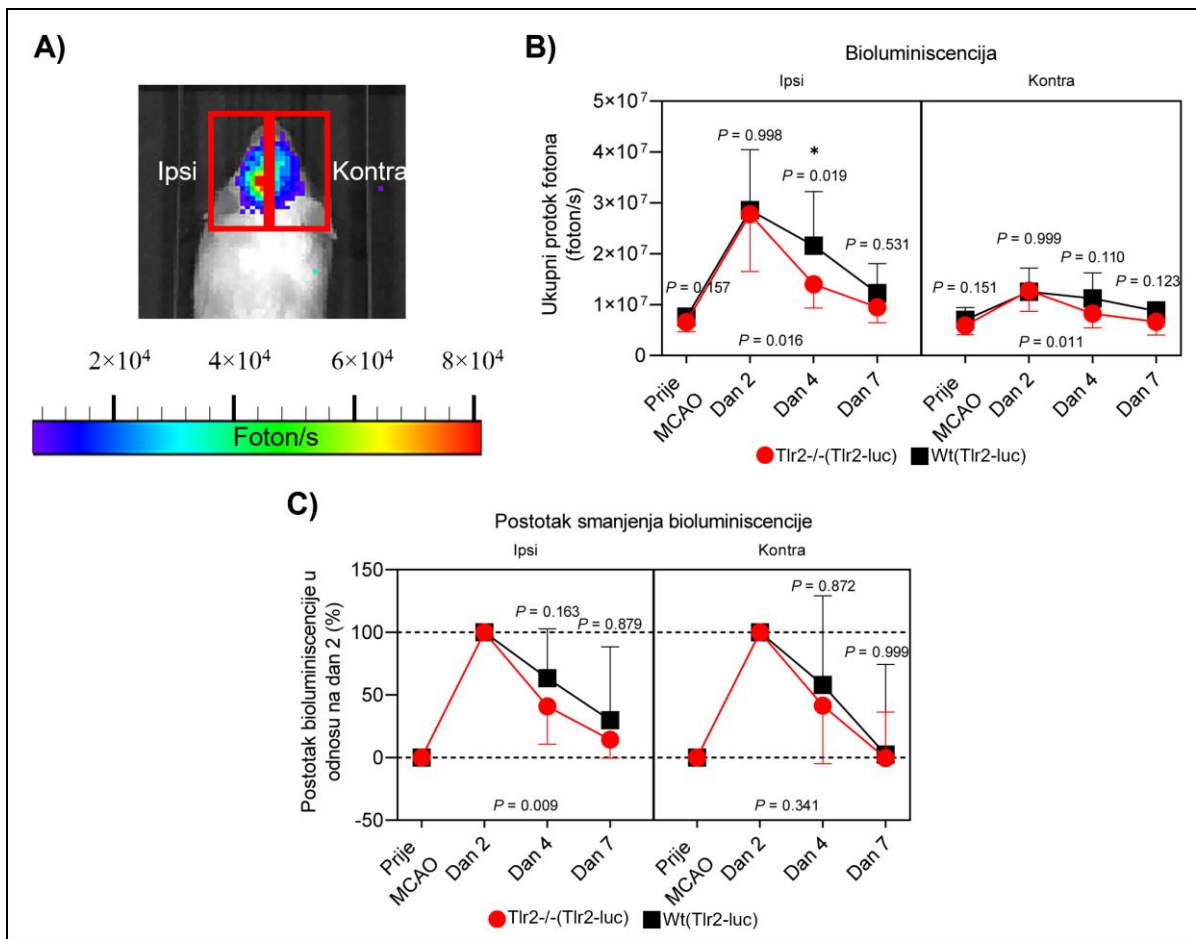 A)
Ipsi
Kontra
2×10⁴ 4×10⁴ 6×10⁴ 8×10⁴
Foton/s
B)
Bioluminiscencija
Ipsi Kontra
Ukupni protok fotona
(foton/s)
5×10⁷
4×10⁷
3×10⁷
2×10⁷
1×10⁷
0
P = 0.157
P = 0.998
*
P = 0.019
P = 0.531
P = 0.016
P = 0.151
P = 0.999
P = 0.110
P = 0.123
P = 0.011
Prije
MCAO
Dan 2
Dan 4
Dan 7
Prije
MCAO
Dan 2
Dan 4
Dan 7
Tlr2-/-(Tlr2-luc) Wt(Tlr2-luc)
C)
Postotak smanjenja bioluminiscencije
Ipsi Kontra
Postotak bioluminiscencije u
odnosu na dan 2 (%)
150
100
50
0
-50
P = 0.163
P = 0.879
P = 0.009
P = 0.872
P = 0.999
P = 0.341
Prije
MCAO
Dan 2
Dan 4
Dan 7
Prije
MCAO
Dan 2
Dan 4
Dan 7
Tlr2-/-(Tlr2-luc) Wt(Tlr2-luc)